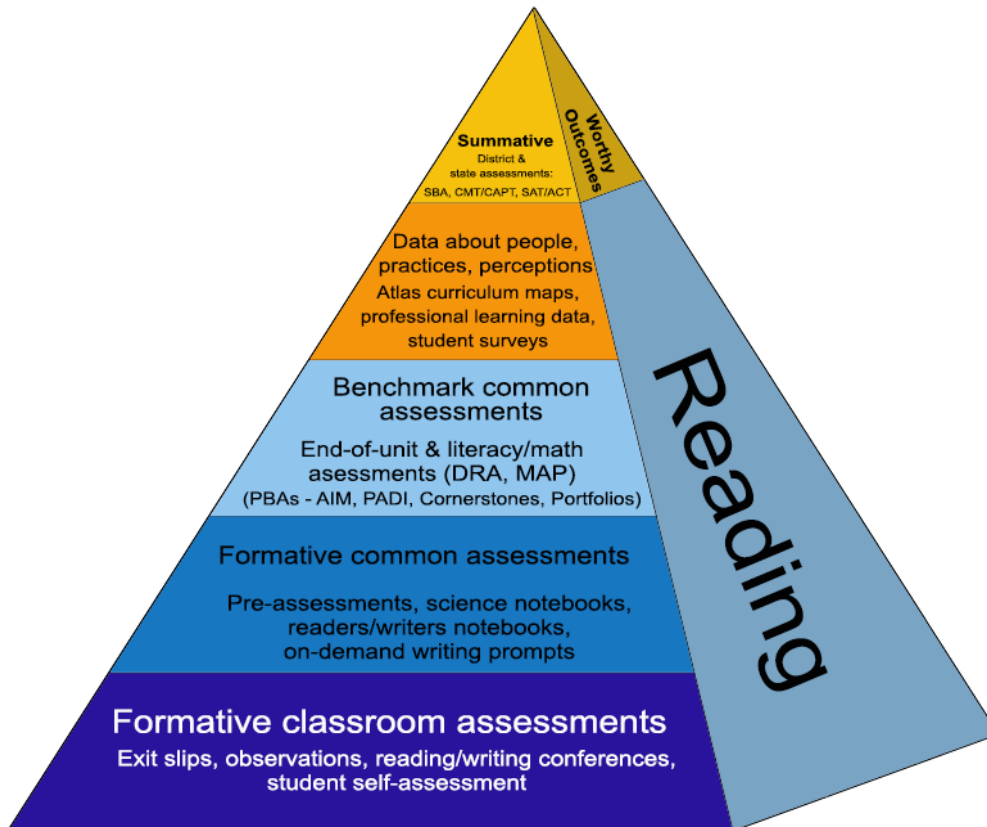 Summative
District &
state assessments:
SBA, CMT/CAPT, SAT/ACT
Worthy
Outcomes
Data about people,
practices, perceptions
Atlas curriculum maps,
professional learning data,
student surveys
Benchmark common
assessments
End-of-unit & literacy/math
asessments (DRA, MAP)
(PBAs - AIM, PADI, Cornerstones, Portfolios)
Reading
Formative common assessments
Pre-assessments, science notebooks,
readers/writers notebooks,
on-demand writing prompts
Formative classroom assessments
Exit slips, observations, reading/writing conferences,
student self-assessment